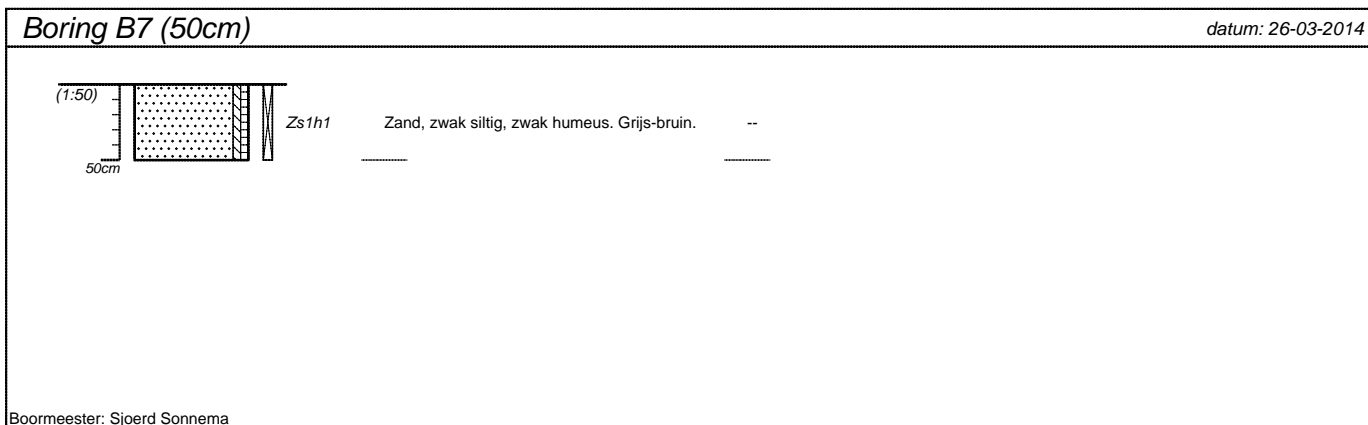 Boring B7 (50cm) datum: 26-03-2014
(1:50)
Zs1h1 Zand, zwak siltig, zwak humeus. Grijs-bruin. --
50cm
Boormeester: Sjoerd Sonnema